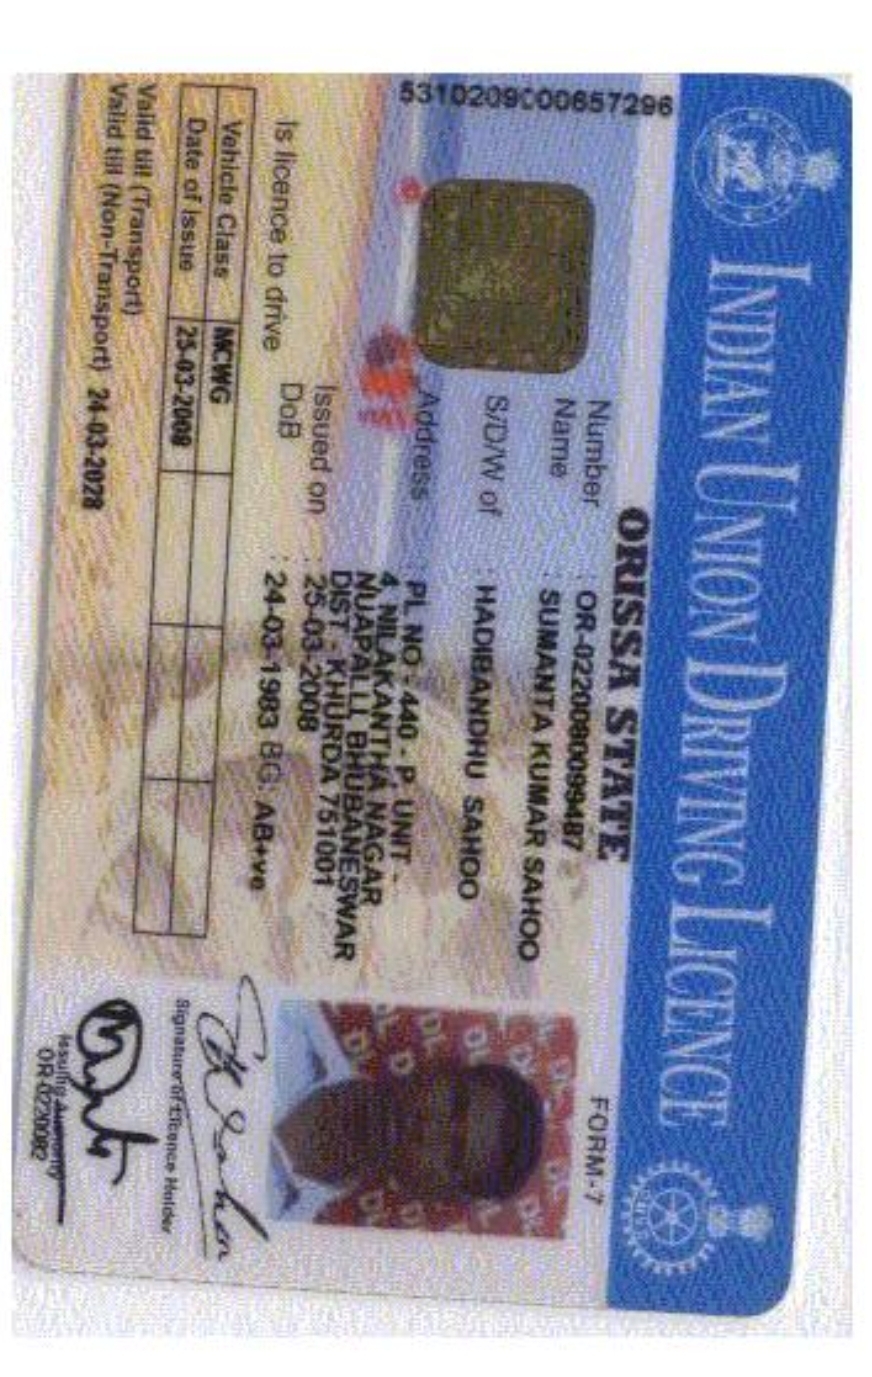 INDIAN UNION DRIVING LICENCE
ORISSA STATE
FORM-7
5310209000657296
Number : OR-0220080099487
Name : SUMANTA KUMAR SAHOO
S/D/W of : HADIBANDHU SAHOO
Address : PL NO - 440 - P, UNIT -
4, NILAKANTHA NAGAR
NUAPALLI, BHUBANESWAR
DIST - KHURDA 751001
Issued on : 25-03-2008
DoB : 24-03-1983 BG: AB+ve
Is licence to drive
Vehicle Class MCWG
Date of Issue 25-03-2008
Valid till (Transport)
Valid till (Non-Transport) 24-03-2028
Signature of Licence Holder
Issuing Authority
OR-0220082